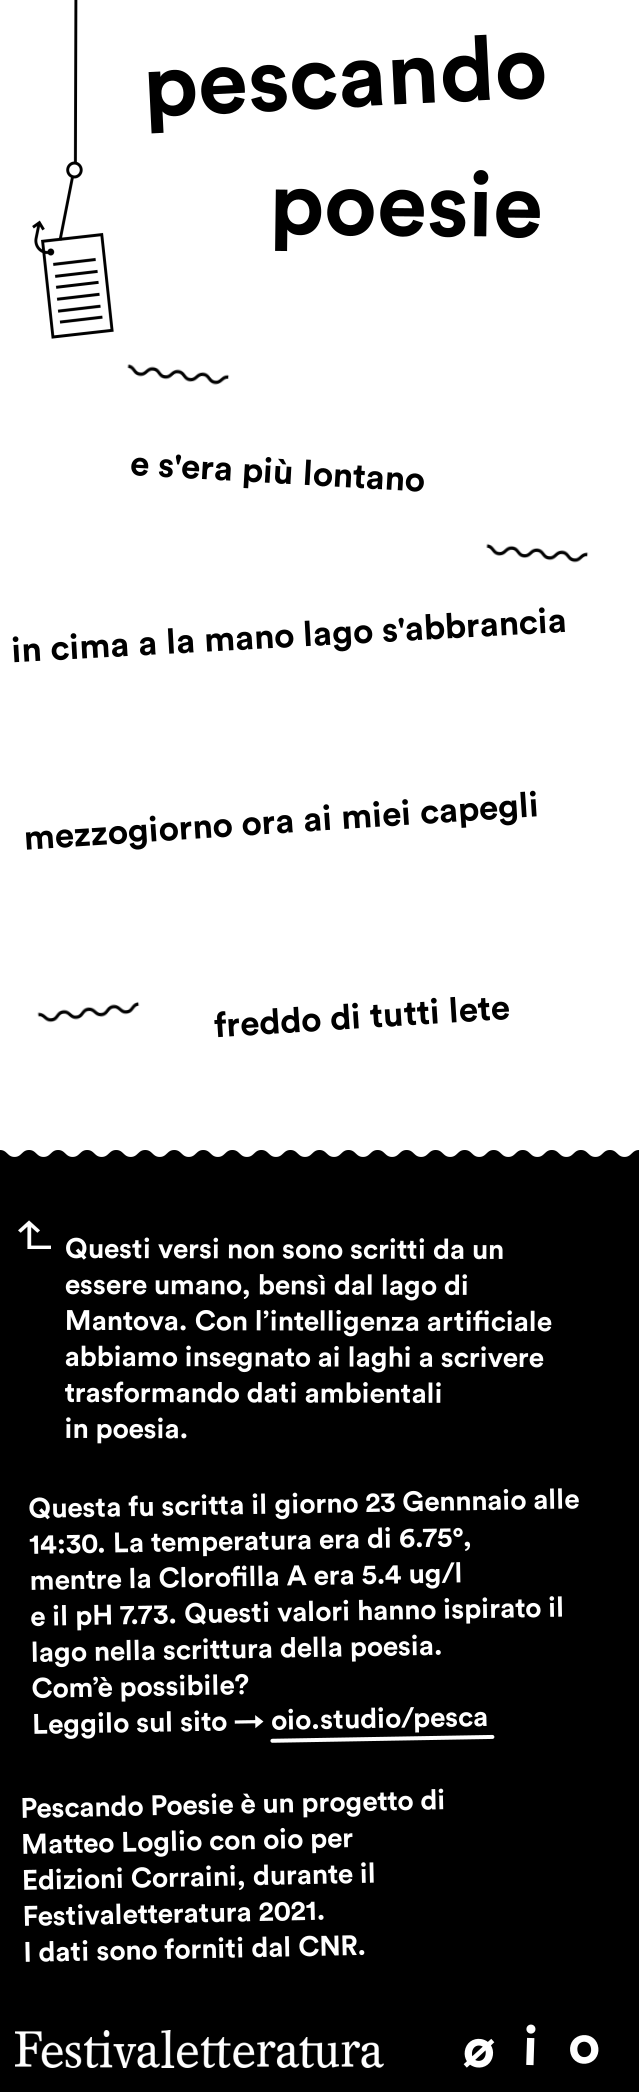 pescando
poesie
e s'era più lontano
in cima a la mano lago s'abbrancia
mezzogiorno ora ai miei capegli
freddo di tutti lete
Questi versi non sono scritti da un
essere umano, bensì dal lago di
Mantova. Con l’intelligenza artificiale
abbiamo insegnato ai laghi a scrivere
trasformando dati ambientali
in poesia.
Questa fu scritta il giorno 23 Gennnaio alle
14:30. La temperatura era di 6.75°,
mentre la Clorofilla A era 5.4 ug/l
e il pH 7.73. Questi valori hanno ispirato il
lago nella scrittura della poesia.
Com’è possibile?
Leggilo sul sito → oio.studio/pesca
Pescando Poesie è un progetto di
Matteo Loglio con oio per
Edizioni Corraini, durante il
Festivaletteratura 2021.
I dati sono forniti dal CNR.
Festivaletteratura ø i o